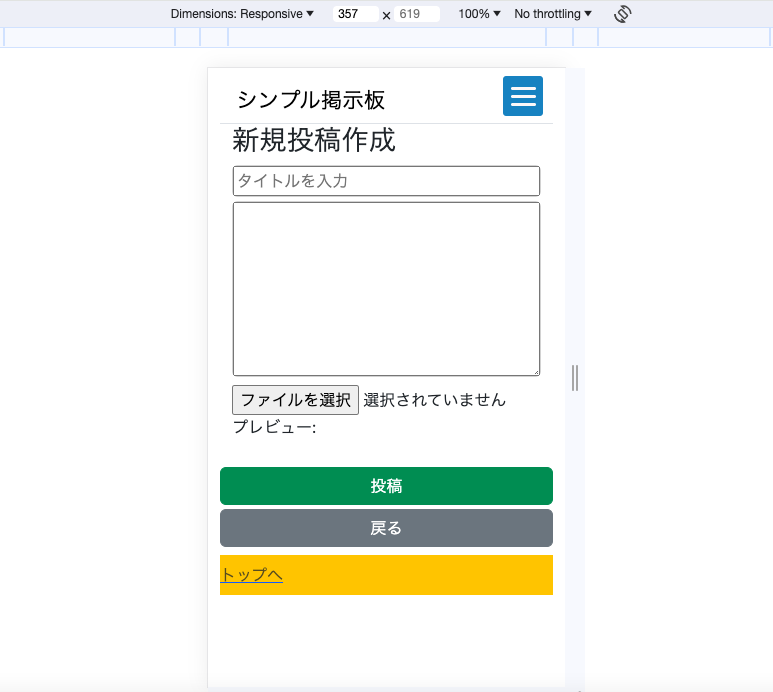 Dimensions: Responsive ▼ 357 × 619 100% ▼ No throttling ▼
シンプル掲示板
新規投稿作成
タイトルを入力
ファイルを選択 選択されていません
プレビュー:
投稿
戻る
トップへ